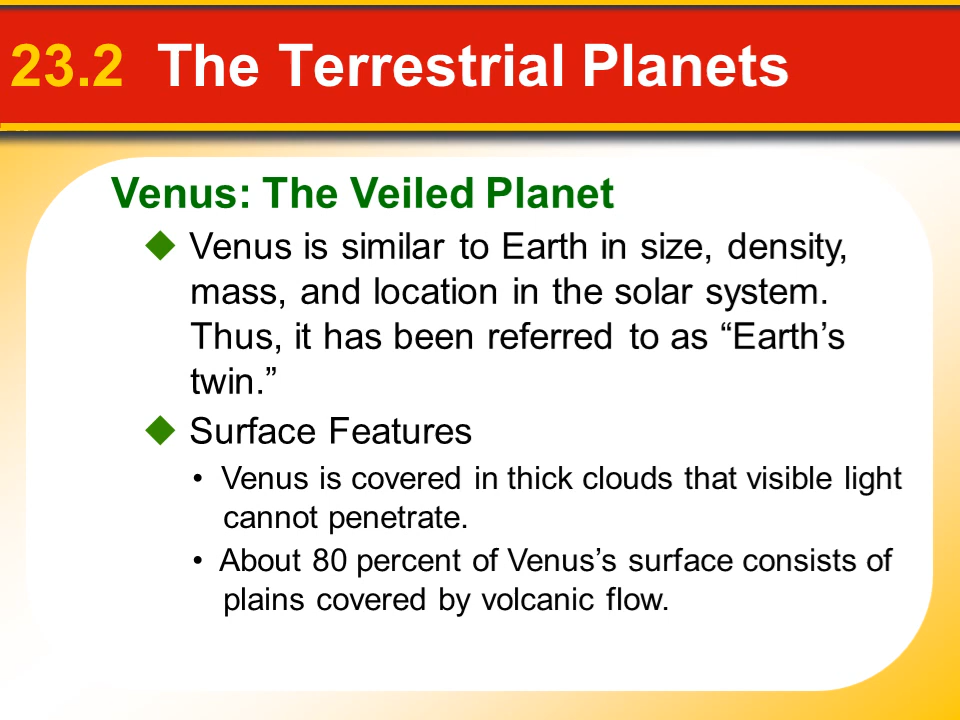 23.2 The Terrestrial Planets
Venus: The Veiled Planet
◆ Venus is similar to Earth in size, density,
mass, and location in the solar system.
Thus, it has been referred to as “Earth’s
twin.”
◆ Surface Features
• Venus is covered in thick clouds that visible light
cannot penetrate.
• About 80 percent of Venus’s surface consists of
plains covered by volcanic flow.